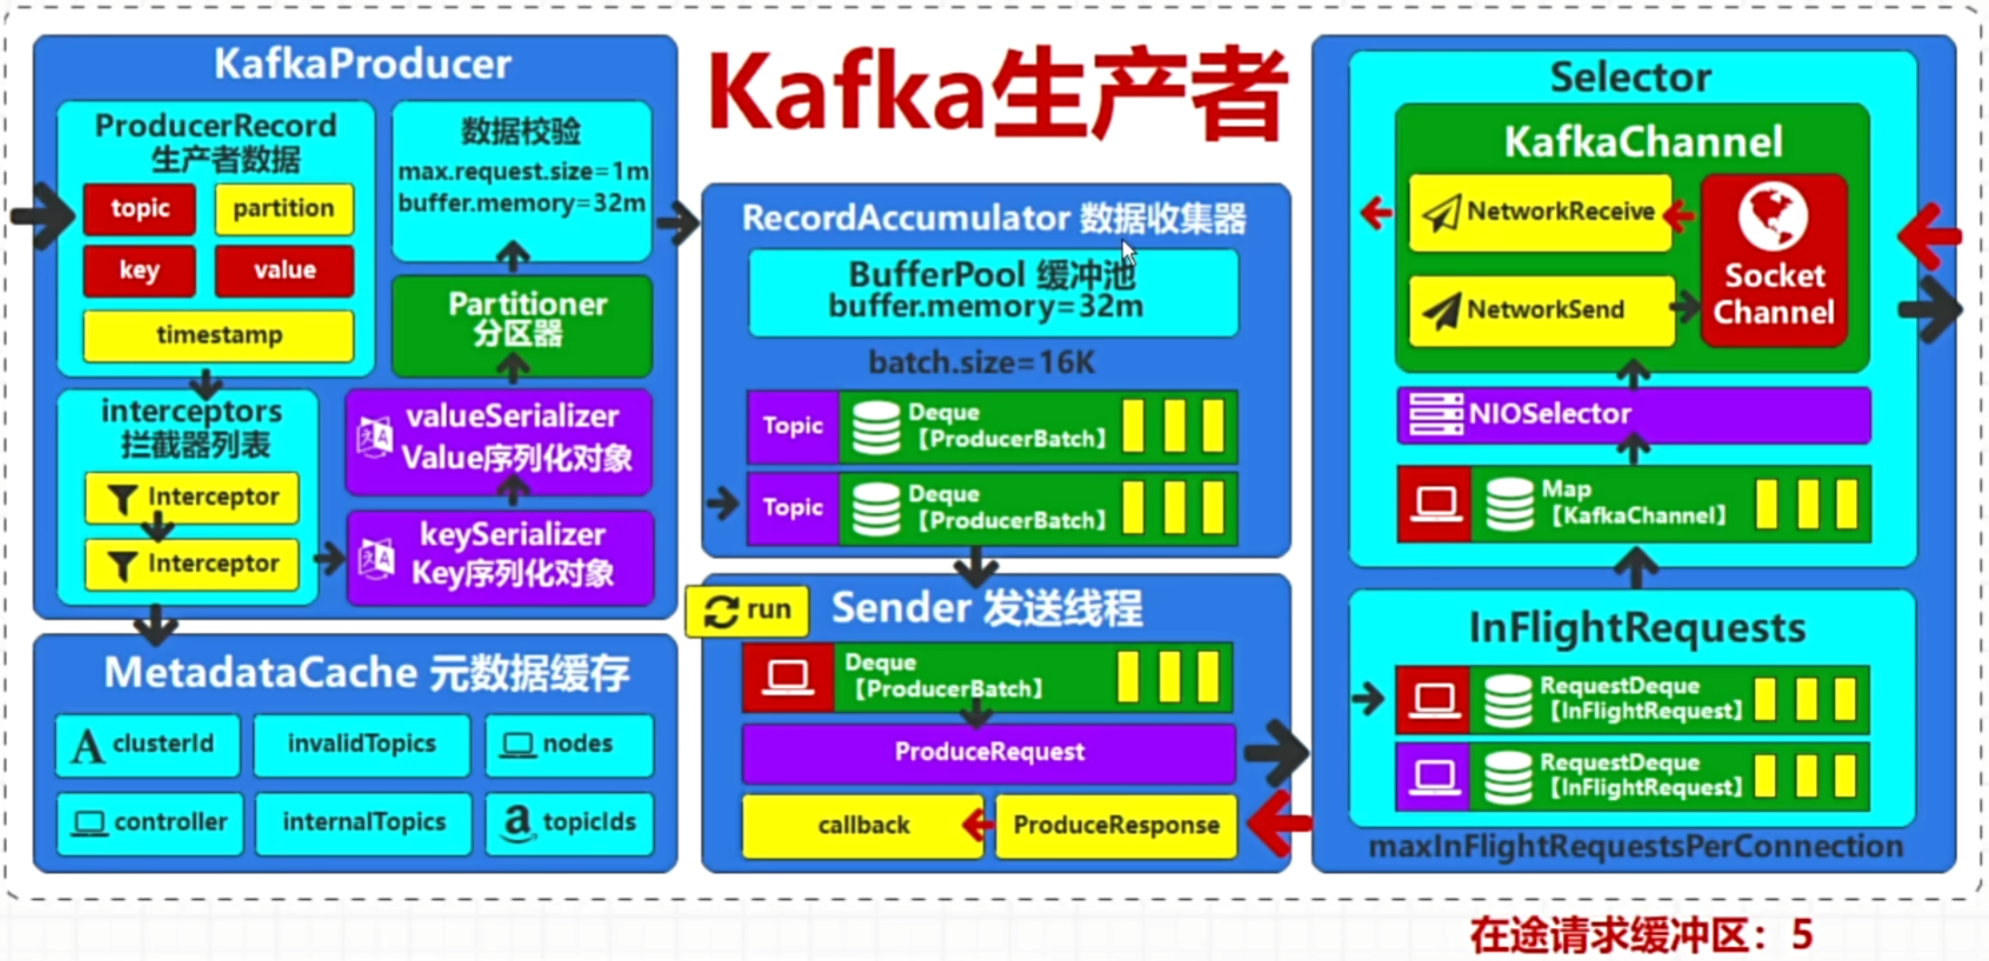 Kafka生产者
KafkaProducer
ProducerRecord
生产者数据
topic
partition
key
value
timestamp
interceptors
拦截器列表
Interceptor
Interceptor
数据校验
max.request.size=1m
buffer.memory=32m
Partitioner
分区器
valueSerializer
Value序列化对象
keySerializer
Key序列化对象
MetadataCache 元数据缓存
clusterId
invalidTopics
nodes
controller
internalTopics
topicIds
RecordAccumulator 数据收集器
BufferPool 缓冲池
buffer.memory=32m
batch.size=16K
Topic
Deque
【ProducerBatch】
Topic
Deque
【ProducerBatch】
run
Sender 发送线程
Deque
【ProducerBatch】
ProduceRequest
callback
ProduceResponse
Selector
KafkaChannel
NetworkReceive
NetworkSend
Socket
Channel
NIOSelector
Map
【KafkaChannel】
InFlightRequests
RequestDeque
【InFlightRequest】
RequestDeque
【InFlightRequest】
maxInFlightRequestsPerConnection
在途请求缓冲区：5